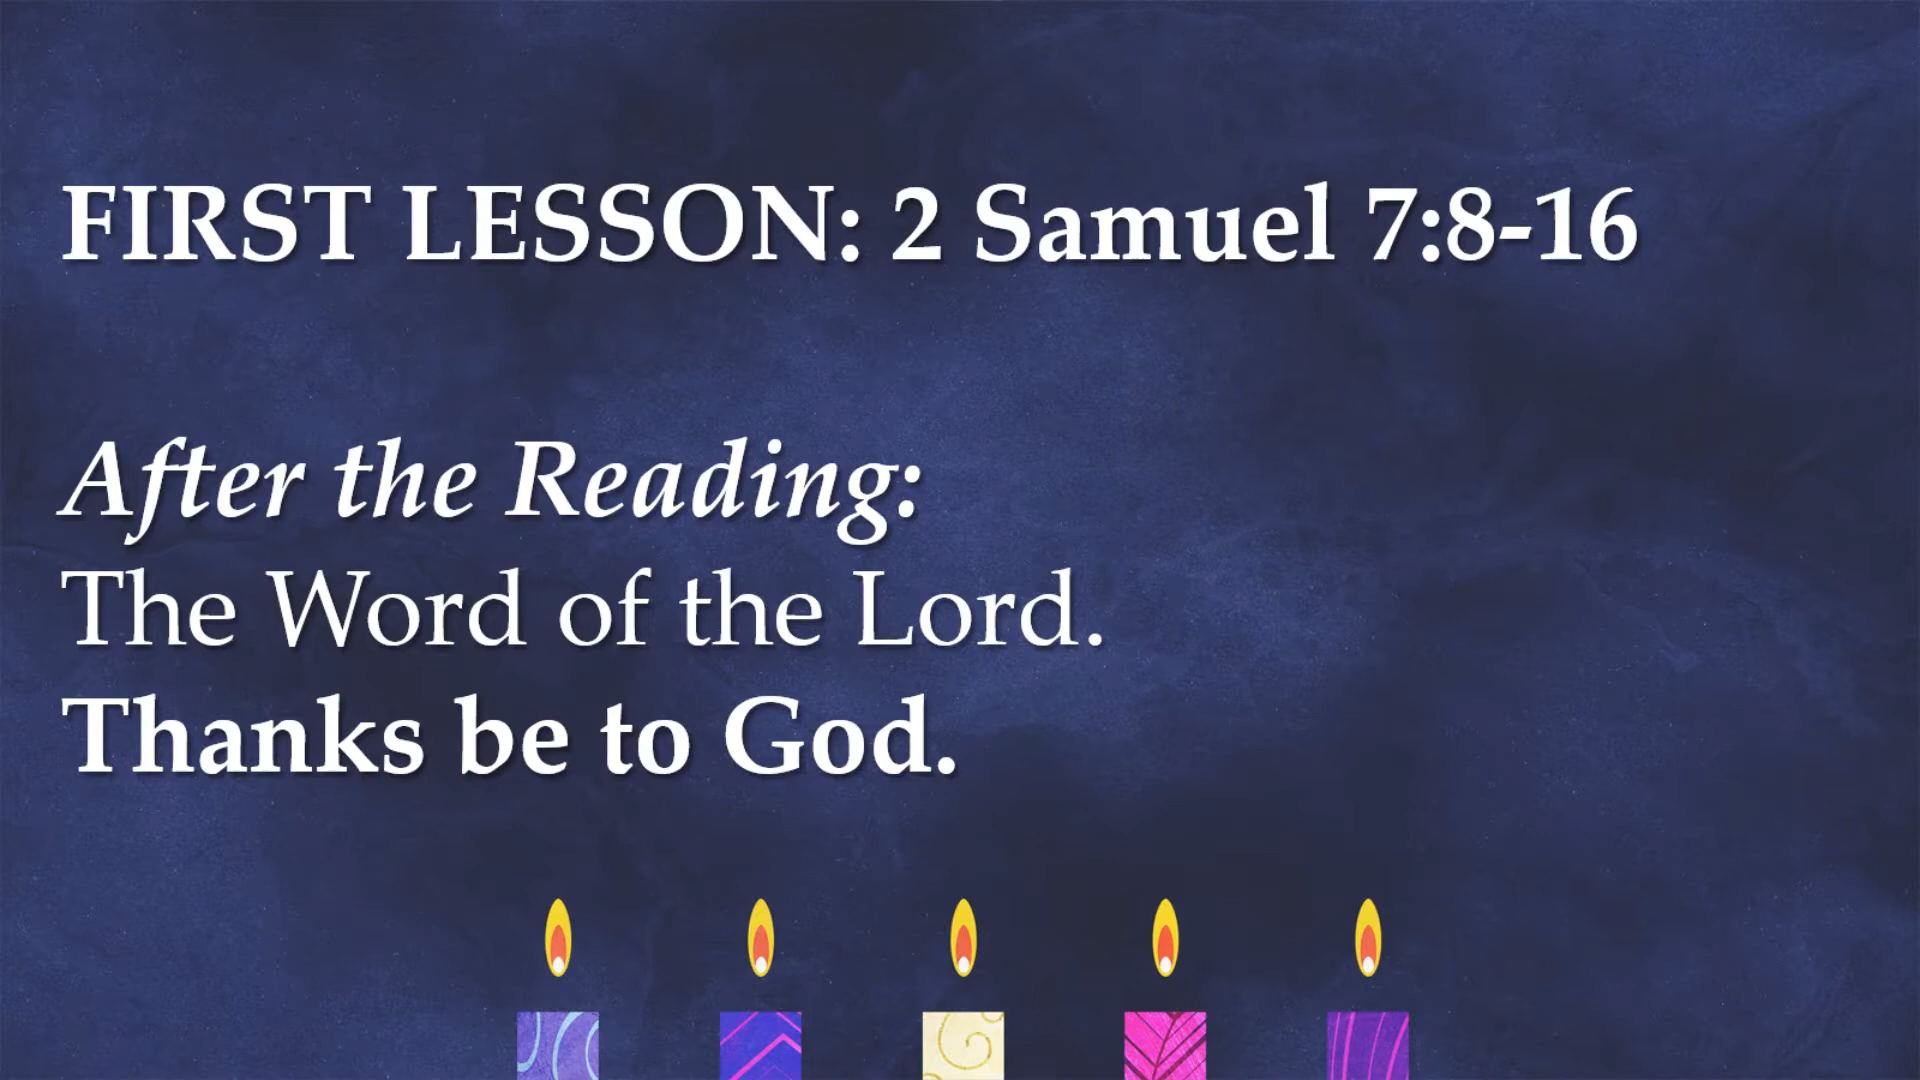 FIRST LESSON: 2 Samuel 7:8-16
After the Reading:
The Word of the Lord.
Thanks be to God.